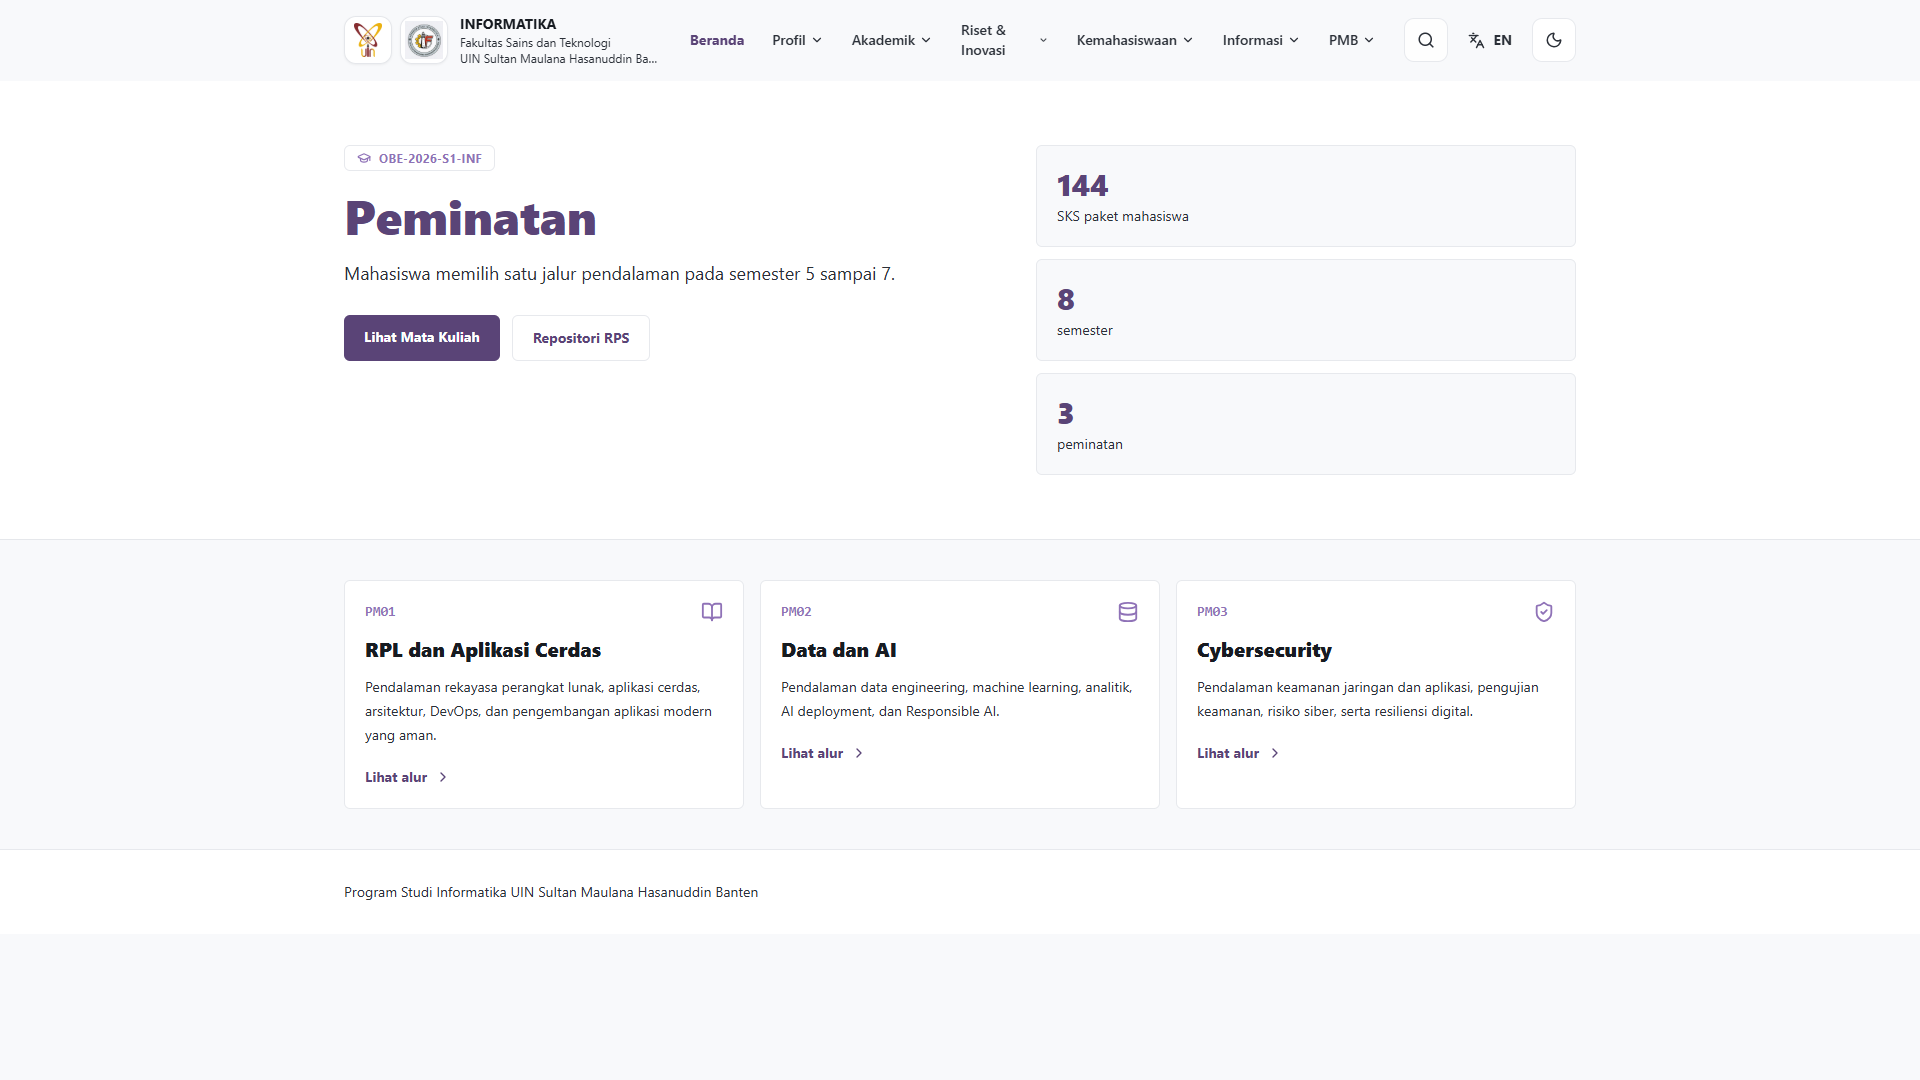 INFORMATIKA
Fakultas Sains dan Teknologi
UIN Sultan Maulana Hasanuddin Ba...
Beranda
Profil
Akademik
Riset &
Inovasi
Kemahasiswaan
Informasi
PMB
EN
OBE-2026-S1-INF
Peminatan
Mahasiswa memilih satu jalur pendalaman pada semester 5 sampai 7.
Lihat Mata Kuliah
Repositori RPS
144
SKS paket mahasiswa
8
semester
3
peminatan
PM01
RPL dan Aplikasi Cerdas
Pendalaman rekayasa perangkat lunak, aplikasi cerdas,
arsitektur, DevOps, dan pengembangan aplikasi modern
yang aman.
Lihat alur
PM02
Data dan AI
Pendalaman data engineering, machine learning, analitik,
AI deployment, dan Responsible AI.
Lihat alur
PM03
Cybersecurity
Pendalaman keamanan jaringan dan aplikasi, pengujian
keamanan, risiko siber, serta resiliensi digital.
Lihat alur
Program Studi Informatika UIN Sultan Maulana Hasanuddin Banten